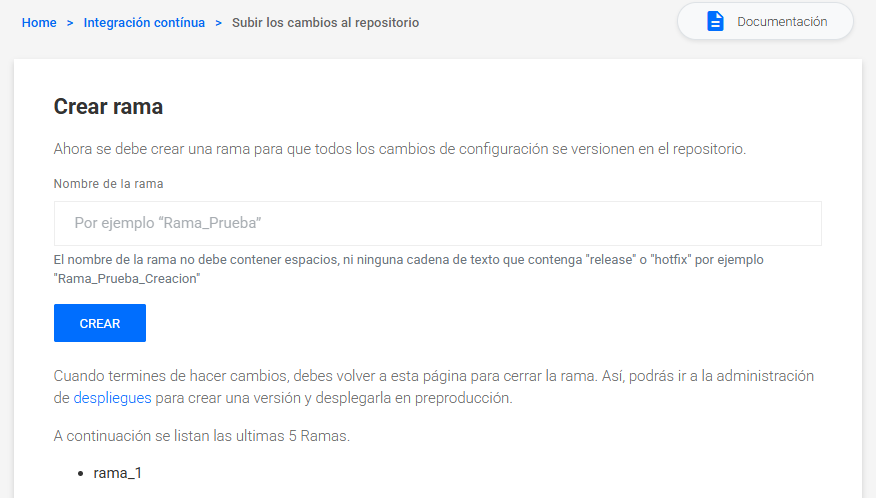 Home > Integración contínua > Subir los cambios al repositorio
Documentación
Crear rama
Ahora se debe crear una rama para que todos los cambios de configuración se versionen en el repositorio.
Nombre de la rama
Por ejemplo “Rama_Prueba”
El nombre de la rama no debe contener espacios, ni ninguna cadena de texto que contenga "release" o "hotfix" por ejemplo
"Rama_Prueba_Creacion"
CREAR
Cuando termines de hacer cambios, debes volver a esta página para cerrar la rama. Así, podrás ir a la administración
de despliegues para crear una versión y desplegarla en preproducción.
A continuación se listan las ultimas 5 Ramas.
• rama_1